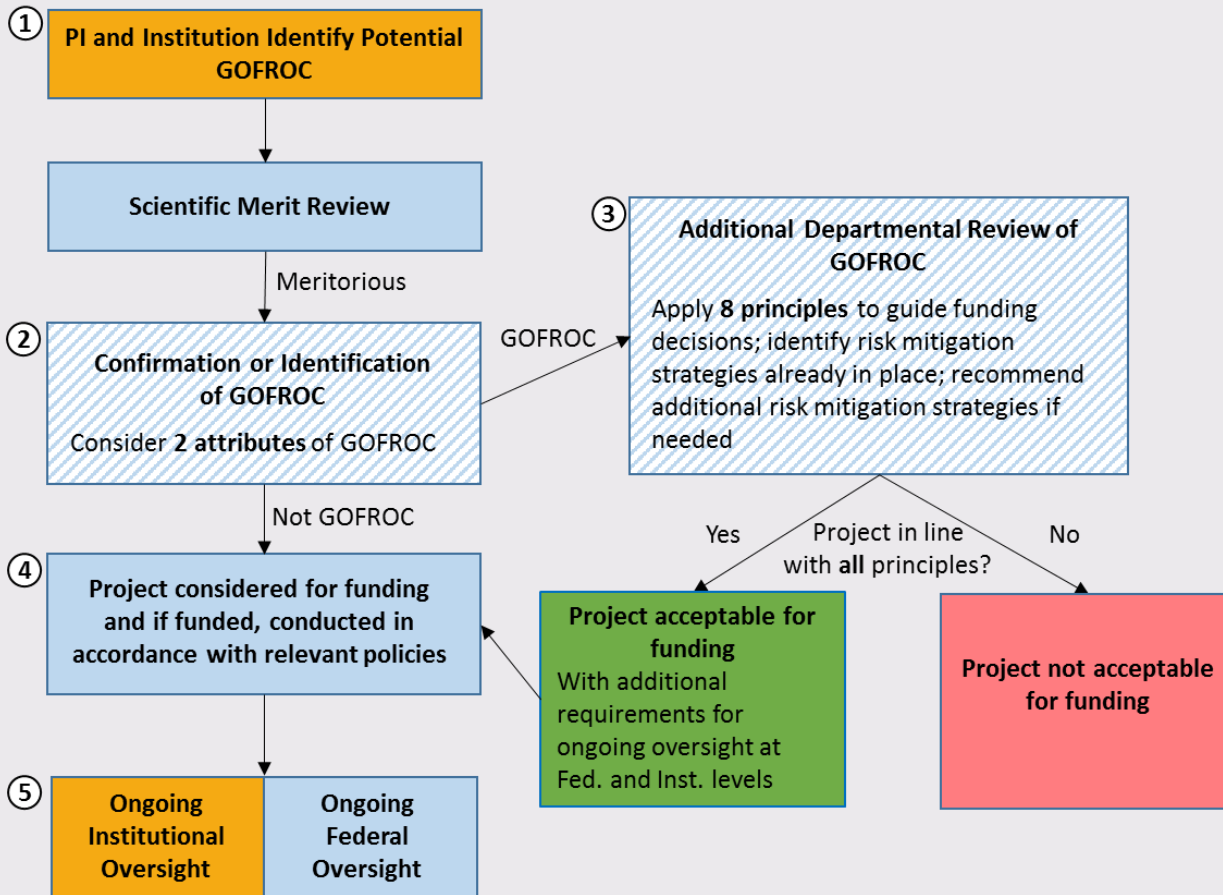 1
PI and Institution Identify Potential
GOFROC
Scientific Merit Review
Meritorious
2
Confirmation or Identification
of GOFROC
Consider 2 attributes of GOFROC
GOFROC
3
Additional Departmental Review of
GOFROC
Apply 8 principles to guide funding
decisions; identify risk mitigation
strategies already in place; recommend
additional risk mitigation strategies if
needed
Not GOFROC
Yes
Project in line
with all principles?
No
4
Project considered for funding
and if funded, conducted in
accordance with relevant policies
Project acceptable for
funding
With additional
requirements for
ongoing oversight at
Fed. and Inst. levels
Project not acceptable
for funding
5
Ongoing
Institutional
Oversight
Ongoing
Federal
Oversight